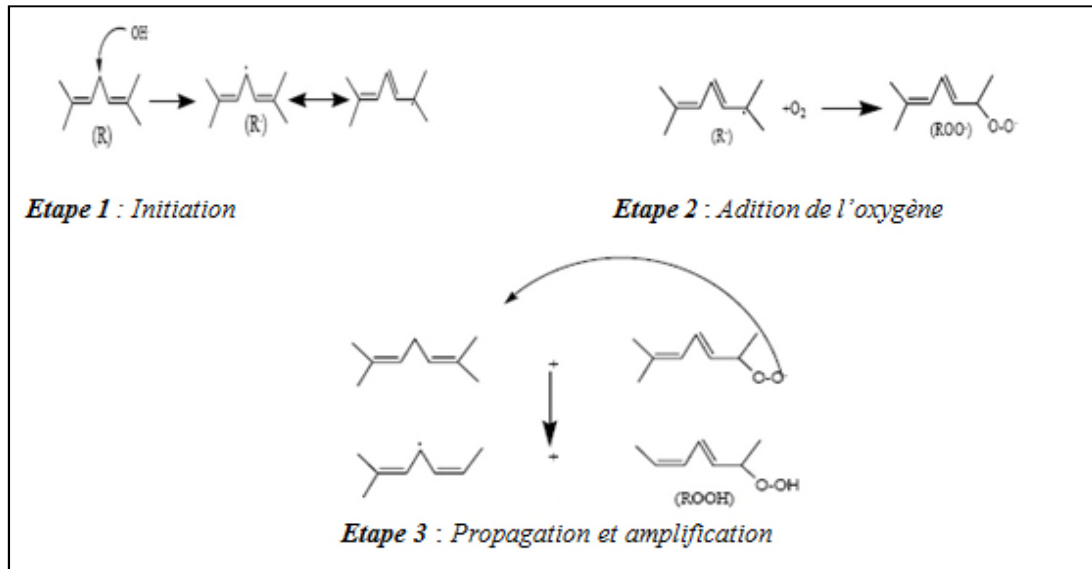 OH
(R)
(R·)
Etape 1 : Initiation
(R·)
+O₂
(ROO·)
O-O·
Etape 2 : Adition de l'oxygène
+
O-O·
+
O-OH
(ROOH)
Etape 3 : Propagation et amplification